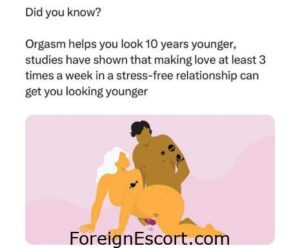 Did you know?
Orgasm helps you look 10 years younger,
studies have shown that making love at least 3
times a week in a stress-free relationship can
get you looking younger
ForeignEscort.com